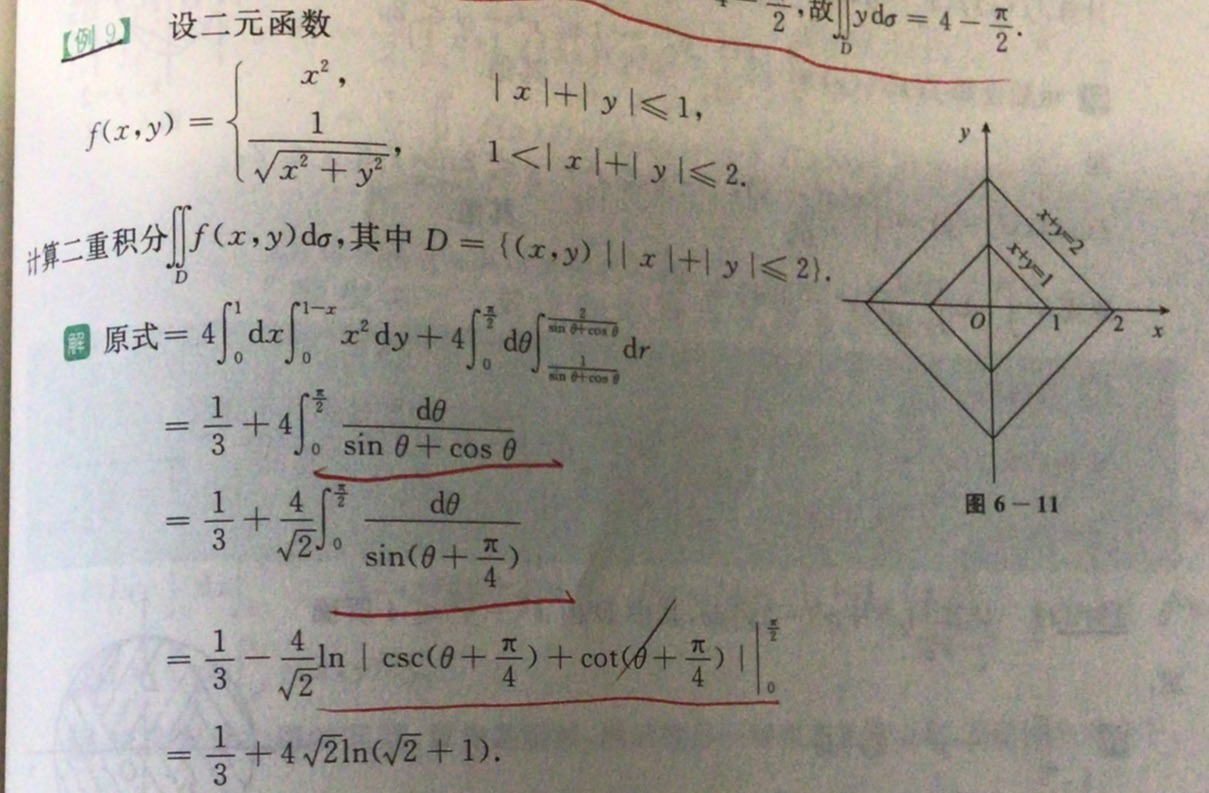 $\frac{\pi}{2}$,故$\iint\limits_{D} y\,d\sigma = 4 - \frac{\pi}{2}$.
【例 9】 设二元函数
$f(x,y) = \begin{cases} x^2, & |x|+|y| \leqslant 1, \\ \frac{1}{\sqrt{x^2+y^2}}, & 1 < |x|+|y| \leqslant 2. \end{cases}$
计算二重积分$\iint\limits_{D} f(x,y)d\sigma$,其中 $D = \{(x,y) \mid |x|+|y| \leqslant 2\}$.
解 原式$= 4\int_0^1 dx \int_0^{1-x} x^2 dy + 4\int_0^{\frac{\pi}{2}} d\theta \int_{\frac{1}{\sin\theta+\cos\theta}}^{\frac{2}{\sin\theta+\cos\theta}} dr$
$= \frac{1}{3} + 4\int_0^{\frac{\pi}{2}} \frac{d\theta}{\sin\theta + \cos\theta}$
$= \frac{1}{3} + \frac{4}{\sqrt{2}} \int_0^{\frac{\pi}{2}} \frac{d\theta}{\sin(\theta + \frac{\pi}{4})}$
$= \frac{1}{3} - \frac{4}{\sqrt{2}} \ln | \csc(\theta + \frac{\pi}{4}) + \cot(\theta + \frac{\pi}{4}) | \Big|_0^{\frac{\pi}{2}}$
$= \frac{1}{3} + 4\sqrt{2}\ln(\sqrt{2} + 1).$
y
x+y=2
x+y=1
O 1 2 x
图 6-11